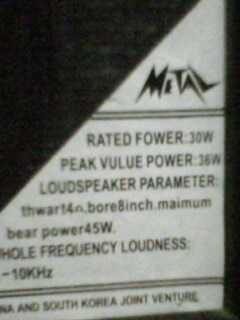 METAL
RATED FOWER:30W
PEAK VULUE POWER:36W
LOUDSPEAKER PARAMETER:
thwart4n.bore8inch.maimum
bear power45W.
HOLE FREQUENCY LOUDNESS:
-10KHz
NA AND SOUTH KOREA JOINT VENTURE